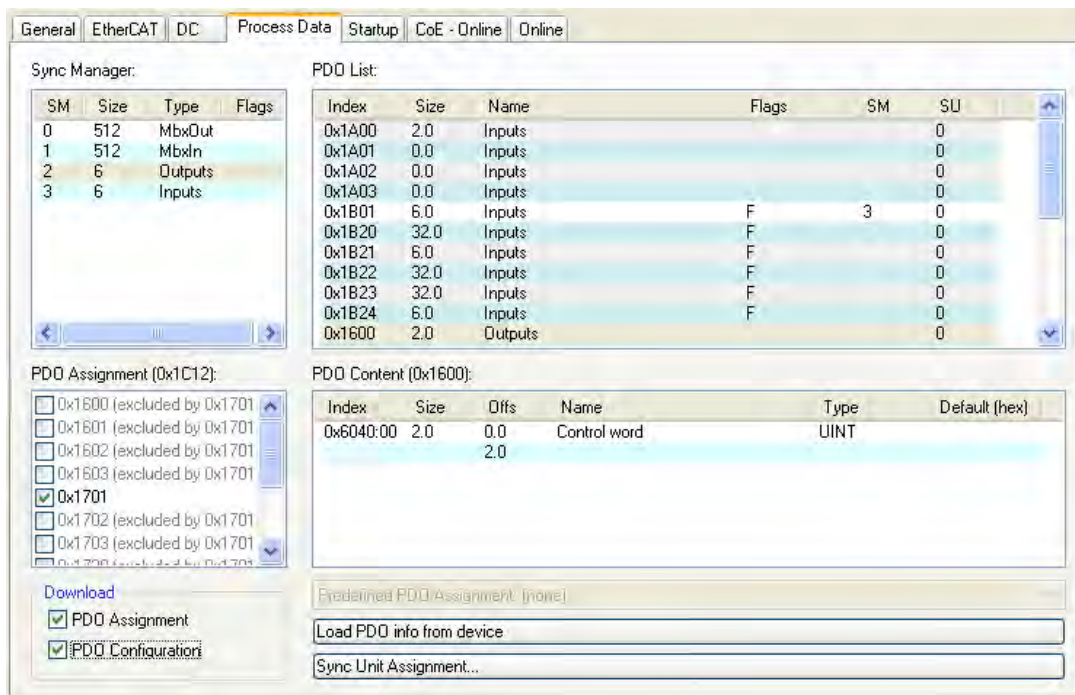 General EtherCAT DC Process Data Startup CoE - Online Online
Sync Manager:
SM Size Type Flags
0 512 MbxOut
1 512 MbxIn
2 6 Outputs
3 6 Inputs
PDO List:
Index Size Name Flags SM SU
0x1A00 2.0 Inputs 0
0x1A01 0.0 Inputs 0
0x1A02 0.0 Inputs 0
0x1A03 0.0 Inputs 0
0x1B01 6.0 Inputs F 3 0
0x1B20 32.0 Inputs F 0
0x1B21 6.0 Inputs F 0
0x1B22 32.0 Inputs F 0
0x1B23 32.0 Inputs F 0
0x1B24 6.0 Inputs F 0
0x1600 2.0 Outputs 0
PDO Assignment (0x1C12):
0x1600 (excluded by 0x1701
0x1601 (excluded by 0x1701
0x1602 (excluded by 0x1701
0x1603 (excluded by 0x1701
0x1701
0x1702 (excluded by 0x1701
0x1703 (excluded by 0x1701
PDO Content (0x1600):
Index Size Offs Name Type Default (hex)
0x6040:00 2.0 0.0 Control word UINT
2.0
Download
PDO Assignment
PDO Configuration
Predefined PDO Assignment: (none)
Load PDO info from device
Sync Unit Assignment...